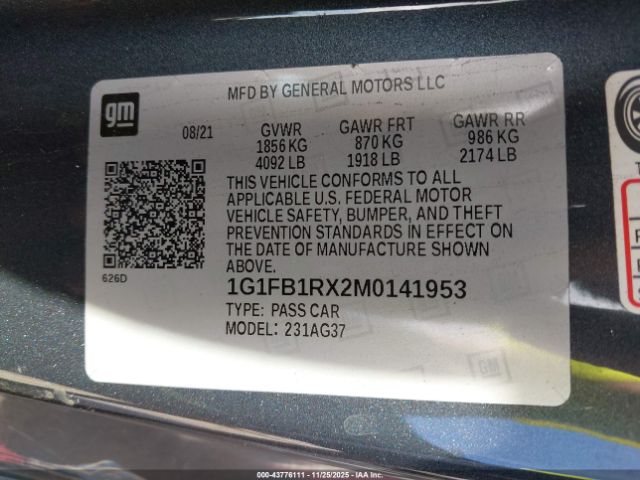 gm
MFD BY GENERAL MOTORS LLC
08/21
GVWR GAWR FRT GAWR RR
1856 KG 870 KG 986 KG
4092 LB 1918 LB 2174 LB
THIS VEHICLE CONFORMS TO ALL
APPLICABLE U.S. FEDERAL MOTOR
VEHICLE SAFETY, BUMPER, AND THEFT
PREVENTION STANDARDS IN EFFECT ON
THE DATE OF MANUFACTURE SHOWN ABOVE.
626D
1G1FB1RX2M0141953
TYPE: PASS CAR
MODEL: 231AG37
© - 43776111 - 11/25/2025 - IAAI